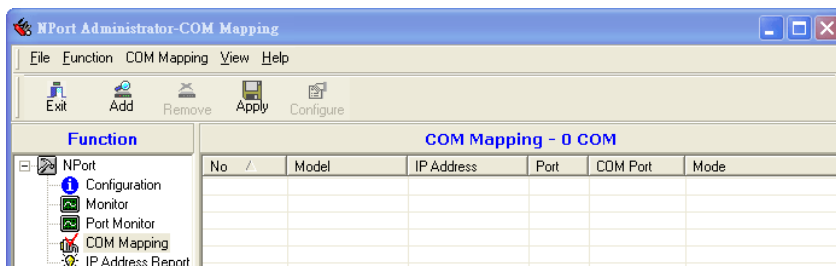 NPort Administrator-COM Mapping
File Function COM Mapping View Help
Exit Add Remove Apply Configure
Function
COM Mapping - 0 COM
No Model IP Address Port COM Port Mode
NPort
Configuration
Monitor
Port Monitor
COM Mapping
IP Address Report